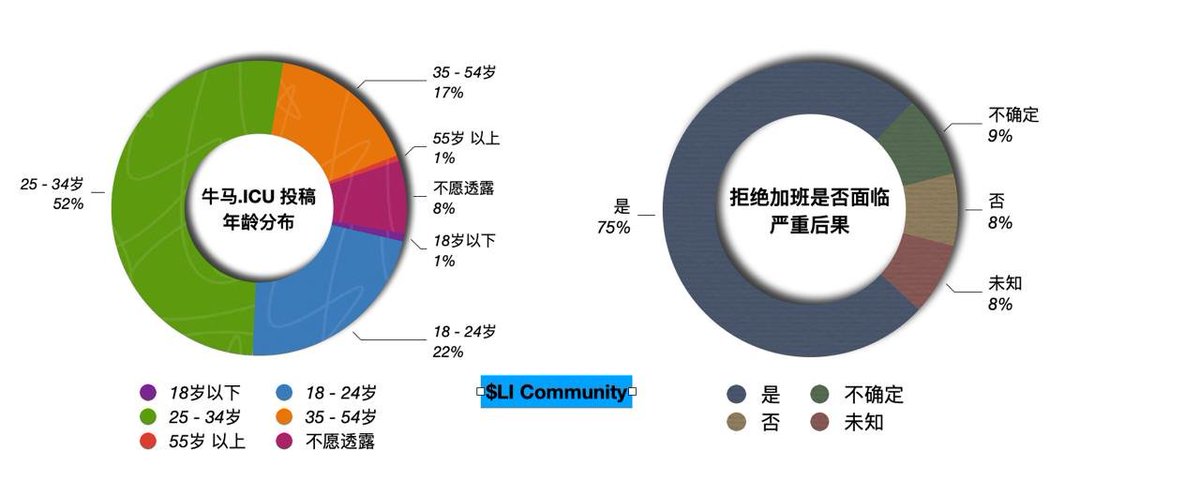 35 - 54岁
17%
55岁 以上
1%
不愿透露
8%
18岁以下
1%
18 - 24岁
22%
25 - 34岁
52%
牛马.ICU 投稿
年龄分布
18岁以下
18 - 24岁
25 - 34岁
35 - 54岁
55岁 以上
不愿透露
$LI Community
不确定
9%
否
8%
未知
8%
是
75%
拒绝加班是否面临
严重后果
是
不确定
否
未知